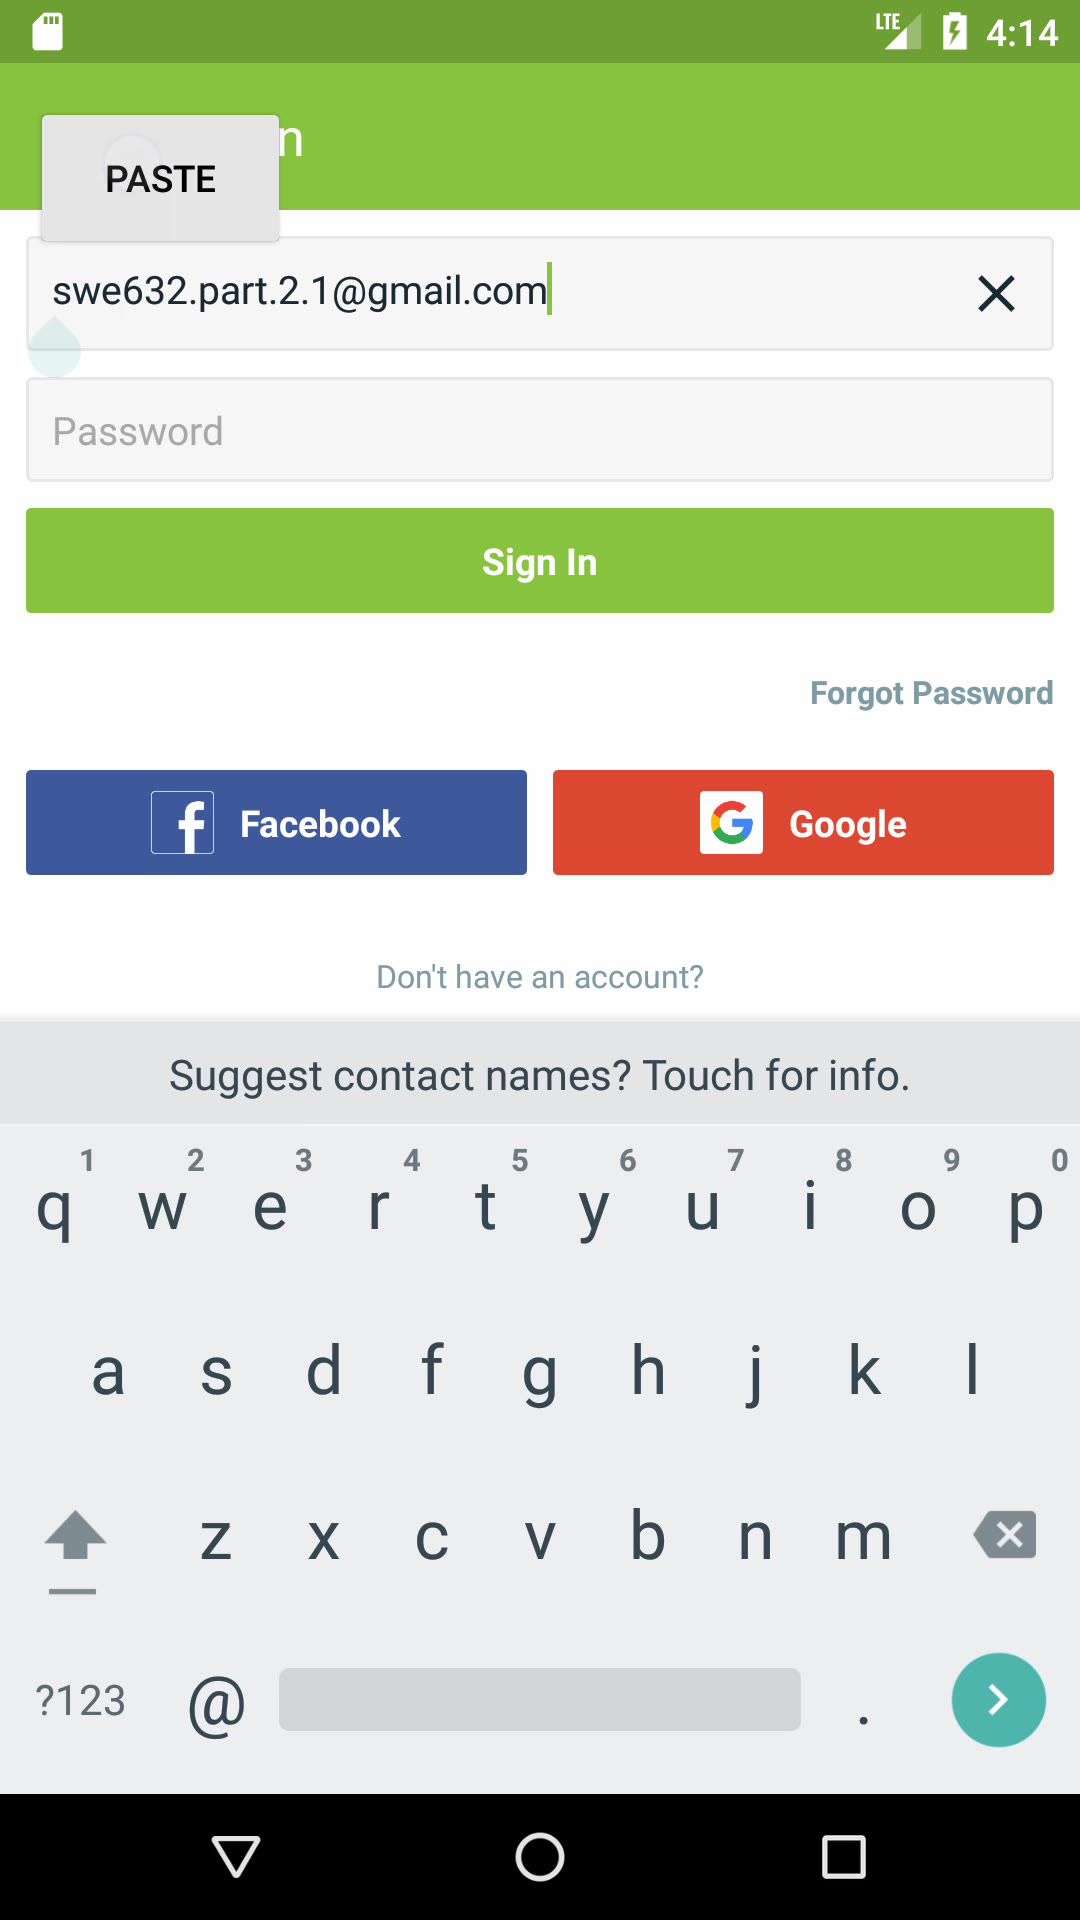 LTE 4:14
n
PASTE
swe632.part.2.1@gmail.com
Password
Sign In
Forgot Password
Facebook
Google
Don't have an account?
Suggest contact names? Touch for info.
1 2 3 4 5 6 7 8 9 0
q w e r t y u i o p
a s d f g h j k l
z x c v b n m
?123 @ .